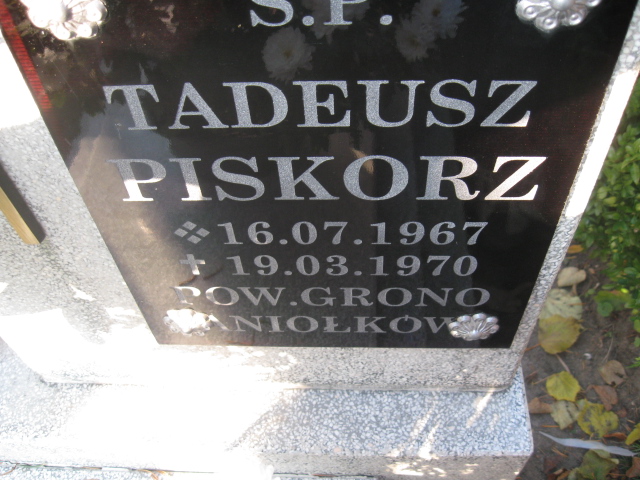 Ś.P.
TADEUSZ
PISKORZ
16.07.1967
19.03.1970
POW.GRONO
ANIOŁKÓW